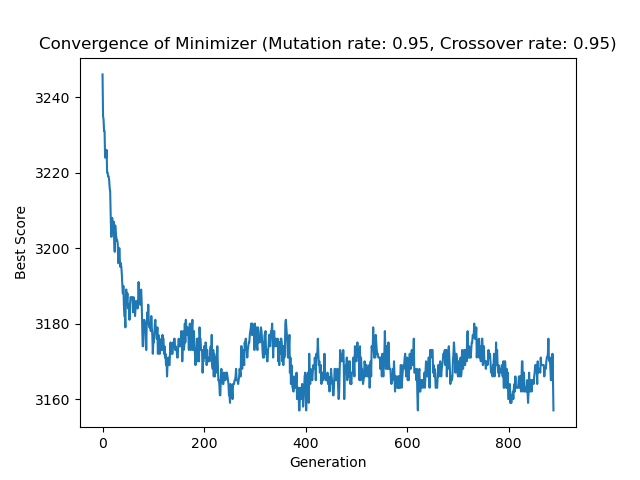 Convergence of Minimizer (Mutation rate: 0.95, Crossover rate: 0.95)
3240
3220
3200
3180
3160
Best Score
0 200 400 600 800
Generation